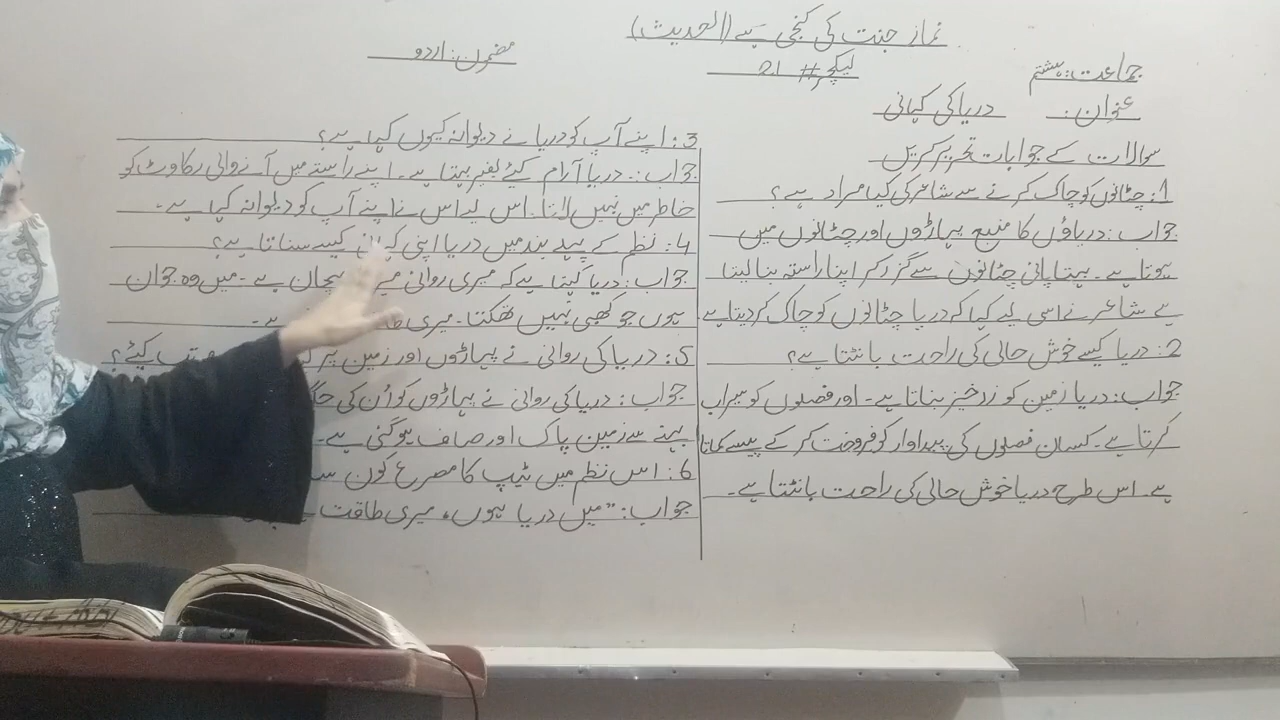 نماز جنت کی کنجی ہے (الحدیث)
جماعت: ہشتم
لیکچر# 21
مضمون: اردو
عنوان: دریا کی کہانی
سوالات کے جوابات تحریر کریں
1: چٹانوں کو چاک کرنے سے شاعر کی کیا مراد ہے؟
جواب: دریاؤں کا منبع پہاڑوں اور چٹانوں میں
ہوتا ہے۔ بہتا پانی چٹانوں سے گزر کر اپنا راستہ بنا لیتا
ہے شاعر نے اسی لیے کہا کہ دریا چٹانوں کو چاک کر دیتا ہے
2: دریا کیسے خوش حالی کی راحت بانٹتا ہے؟
جواب: دریا زمین کو زرخیز بناتا ہے۔ اور فصلوں کو سیراب
کرتا ہے۔ کسان فصلوں کی پیداوار کو فروخت کر کے پیسے کماتا
ہے۔ اس طرح دریا خوش حالی کی راحت بانٹتا ہے۔
3: اپنے آپ کو دریا نے دیوانہ کیوں کہا ہے؟
جواب: دریا آرام کیے بغیر بہتا ہے۔ اپنے راستے میں آنے والی رکاوٹ کو
خاطر میں نہیں لاتا۔ اس لیے اس نے اپنے آپ کو دیوانہ کہا ہے۔
4: نظم کے پہلے بند میں دریا اپنی کہانی کیسے سناتا ہے؟
جواب: دریا کہتا ہے کہ میری روانی پہچان ہے۔ میں وہ جوان
ہوں جو کبھی نہیں تھکتا۔ میری ہے۔
5: دریا کی روانی نے پہاڑوں اور زمین پر کیے؟
جواب: دریا کی روانی نے پہاڑوں کو اُن کی
بہنے سے زمین پاک اور صاف ہو گئی ہے۔
6: اس نظم میں ٹیپ کا مصرع کون سا
جواب: "میں دریا ہوں، میری طاقت